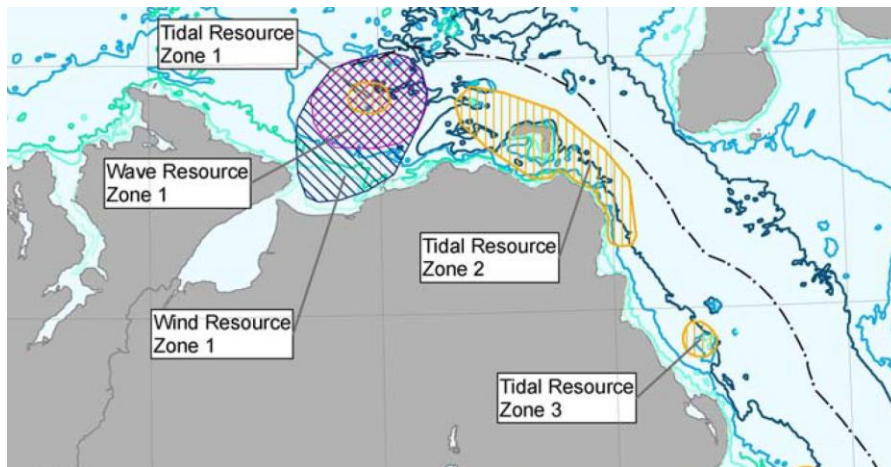 Tidal Resource
Zone 1
Wave Resource
Zone 1
Tidal Resource
Zone 2
Wind Resource
Zone 1
Tidal Resource
Zone 3